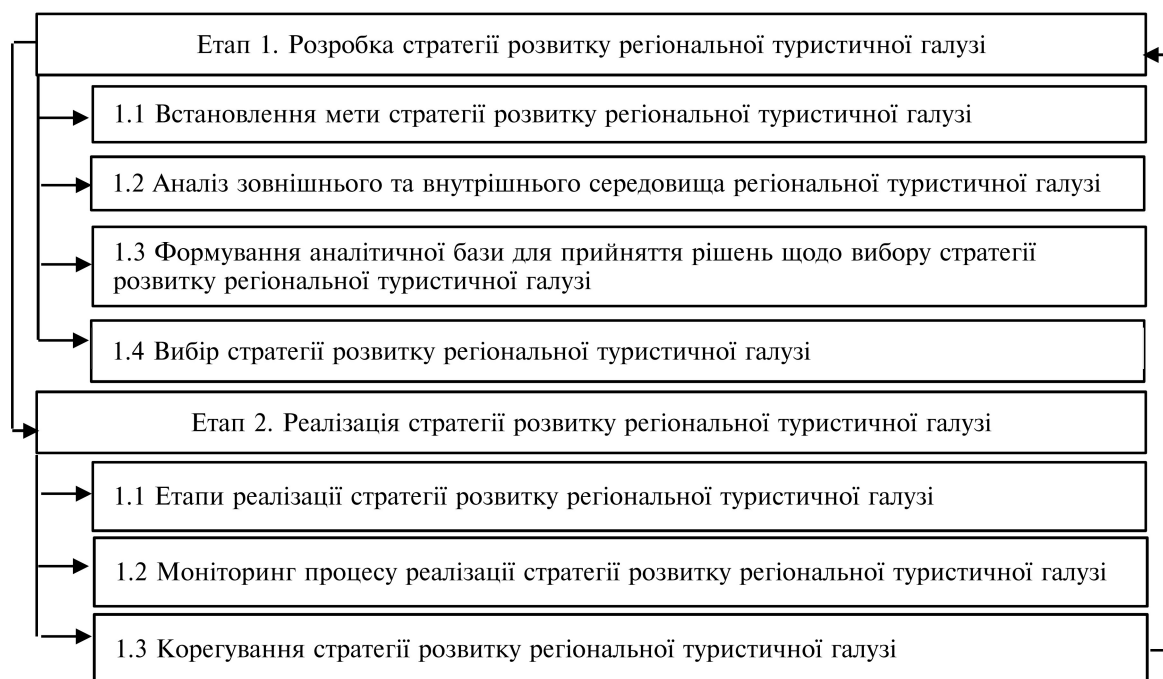 Етап 1. Розробка стратегії розвитку регіональної туристичної галузі
1.1 Встановлення мети стратегії розвитку регіональної туристичної галузі
1.2 Аналіз зовнішнього та внутрішнього середовища регіональної туристичної галузі
1.3 Формування аналітичної бази для прийняття рішень щодо вибору стратегії
розвитку регіональної туристичної галузі
1.4 Вибір стратегії розвитку регіональної туристичної галузі
Етап 2. Реалізація стратегії розвитку регіональної туристичної галузі
1.1 Етапи реалізації стратегії розвитку регіональної туристичної галузі
1.2 Моніторинг процесу реалізації стратегії розвитку регіональної туристичної галузі
1.3 Корегування стратегії розвитку регіональної туристичної галузі